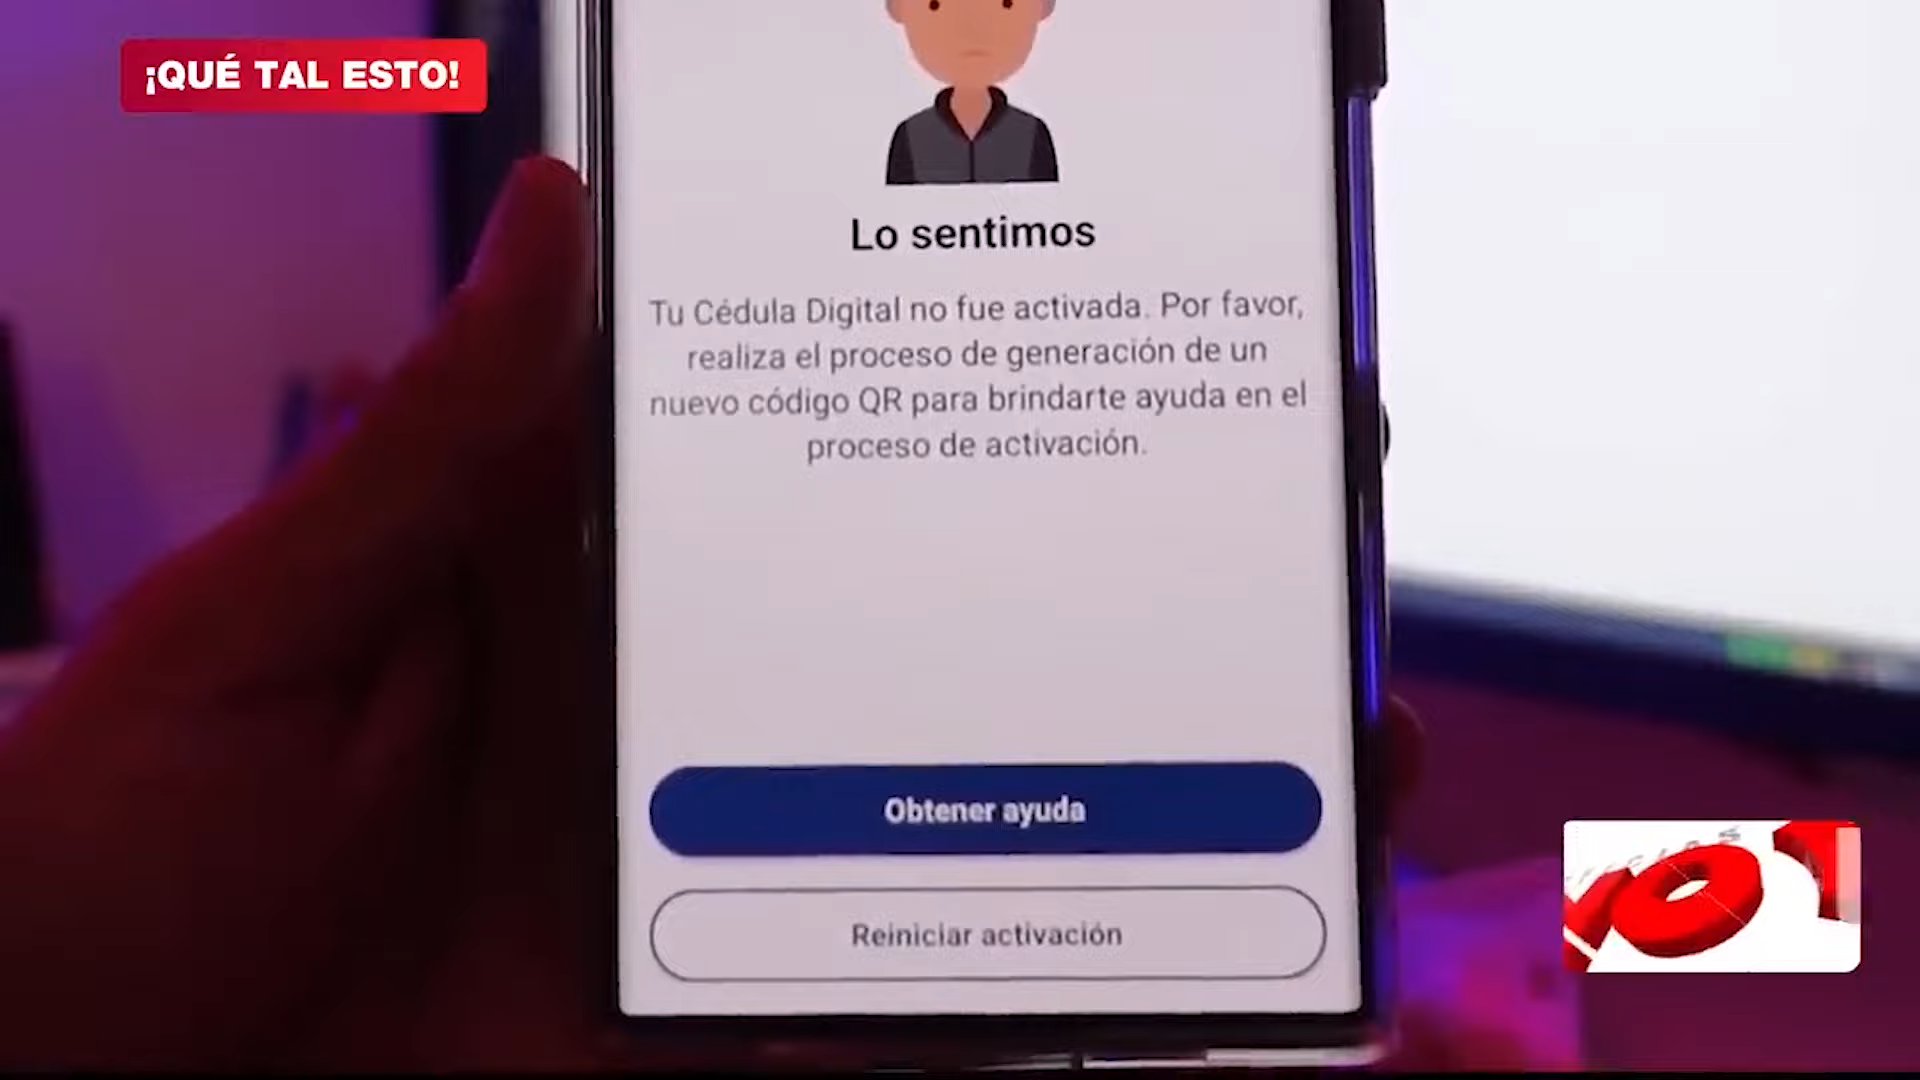 ¡QUÉ TAL ESTO!
Lo sentimos
Tu Cédula Digital no fue activada. Por favor,
realiza el proceso de generación de un
nuevo código QR para brindarte ayuda en el
proceso de activación.
Obtener ayuda
Reiniciar activación